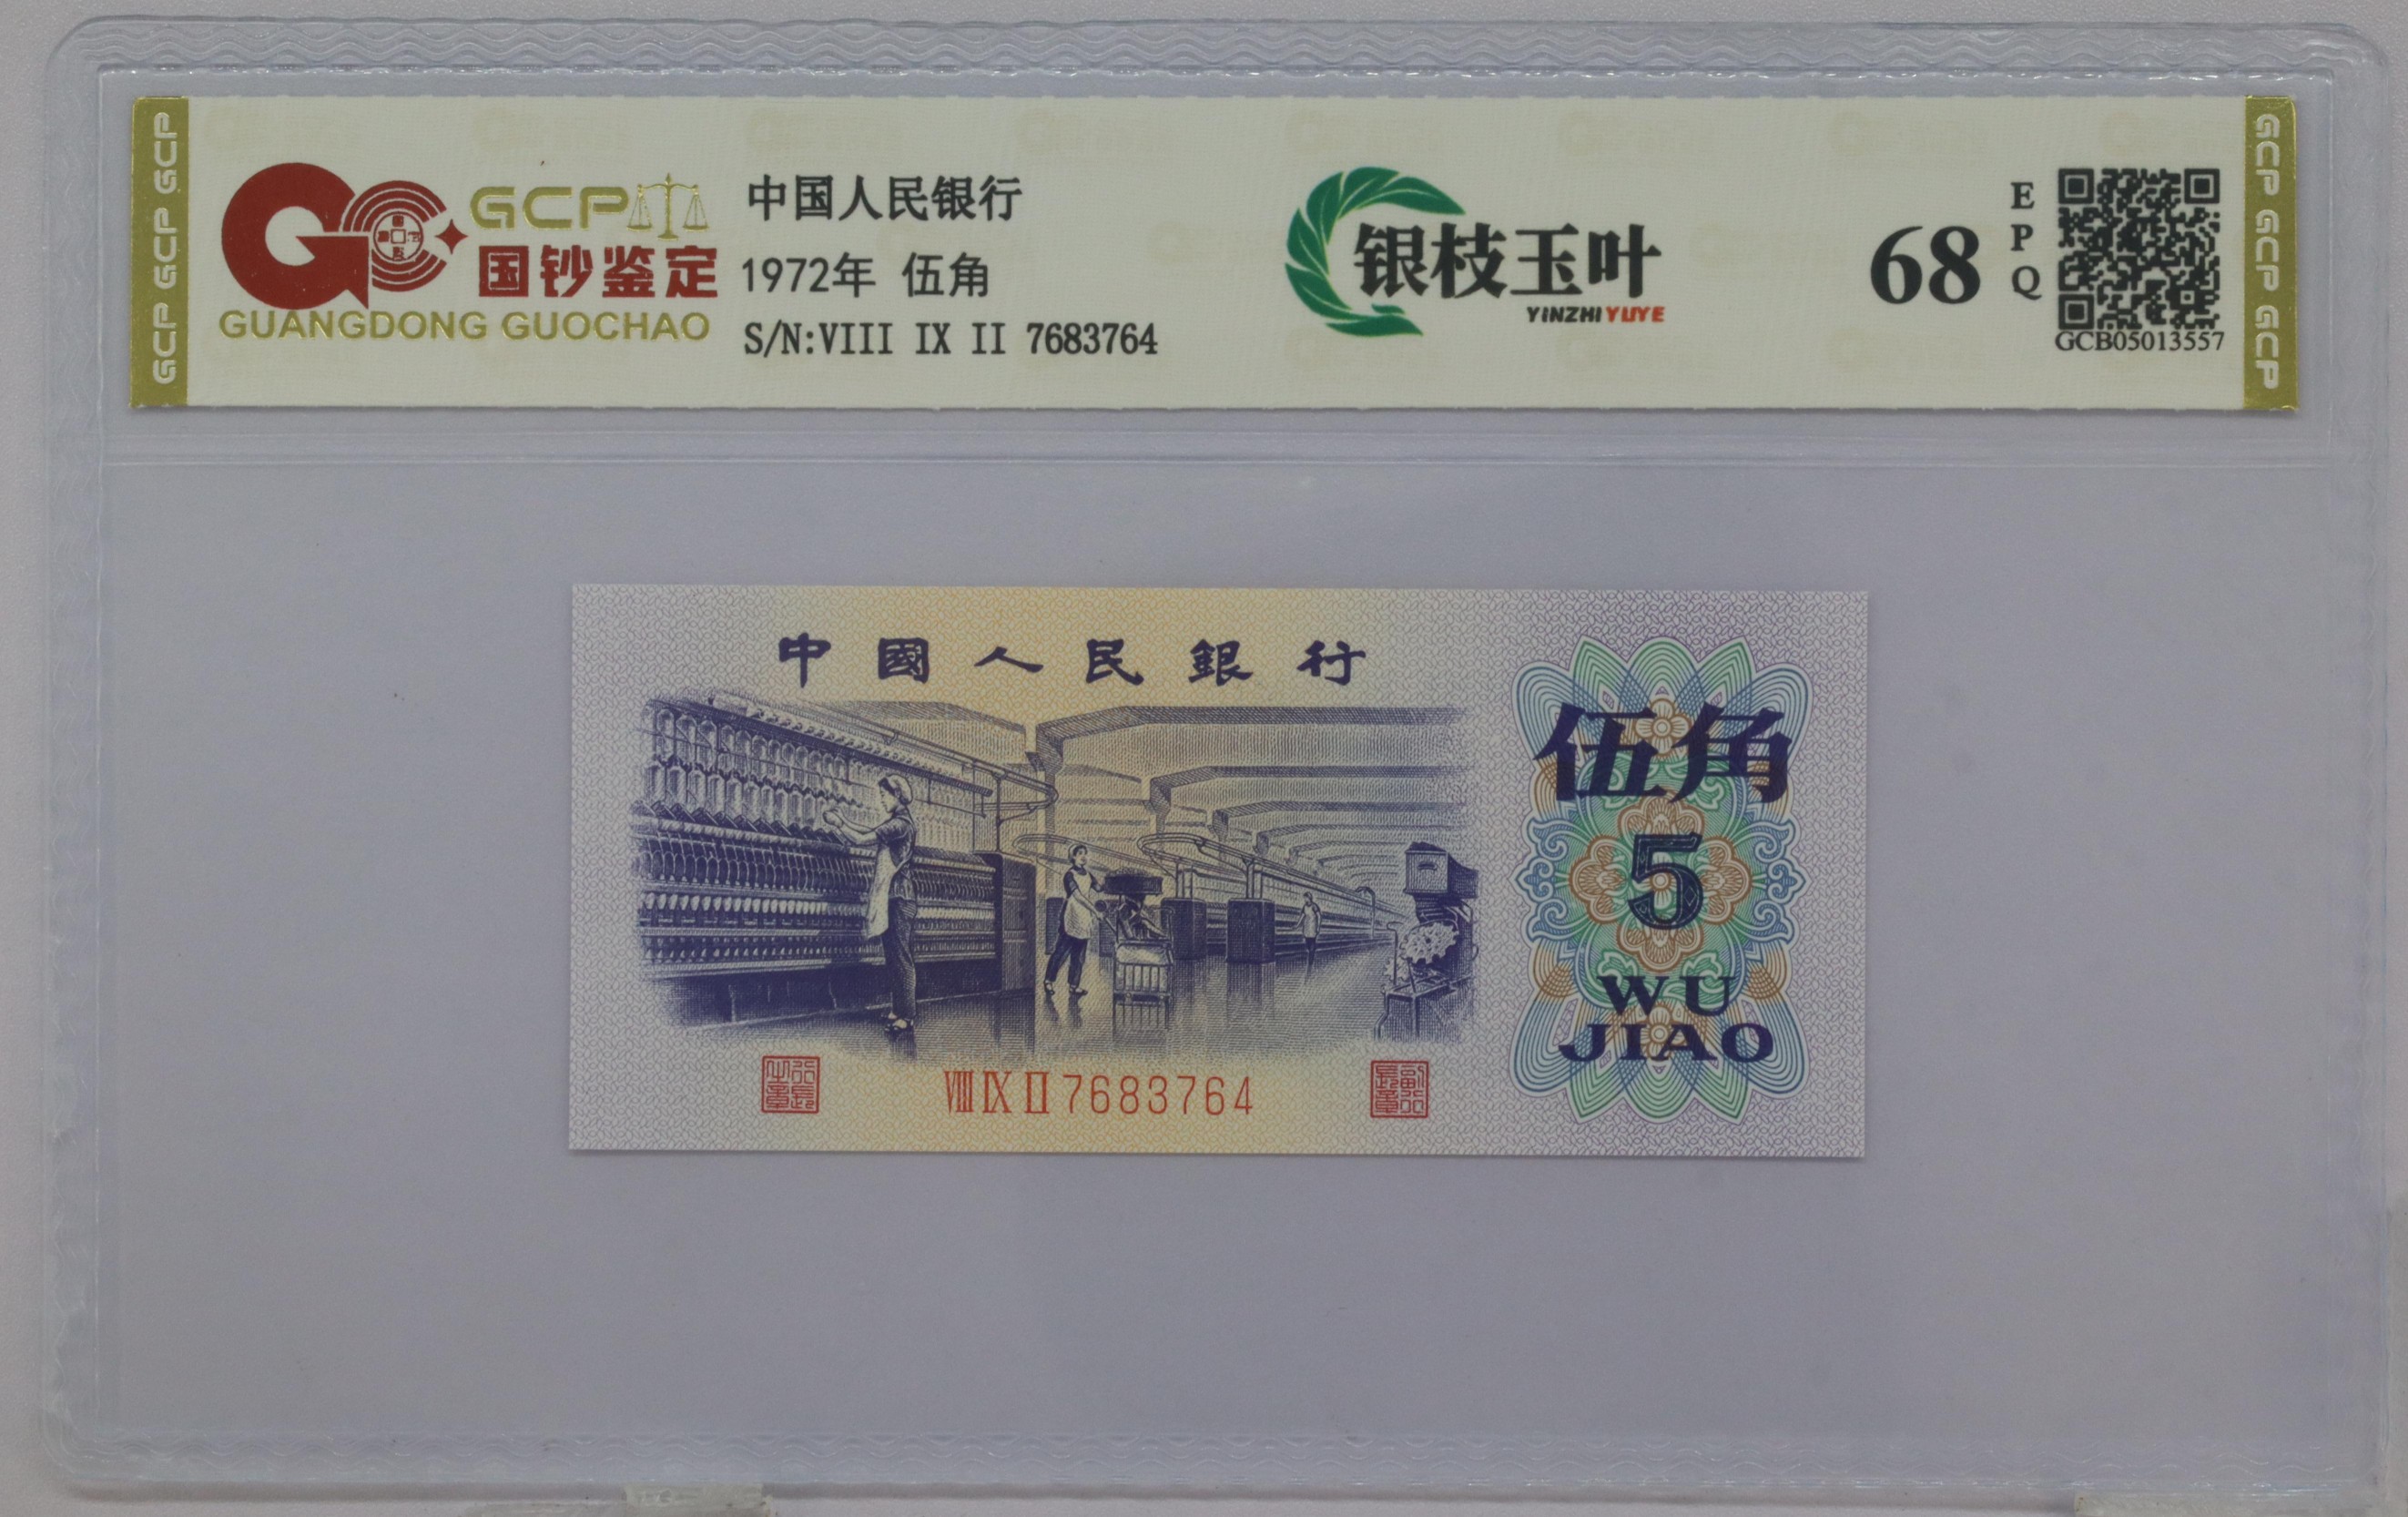 GCP GCP GCP
GCP
国钞鉴定
GUANGDONG GUOCHAO
中国人民银行
1972年 伍角
S/N:VIII IX II 7683764
银枝玉叶
YINZHI YUYE
68
EPQ
GCB05013557
GCP GCP GCP
中國人民銀行
伍角
5
WU
JIAO
VIII IX II 7683764